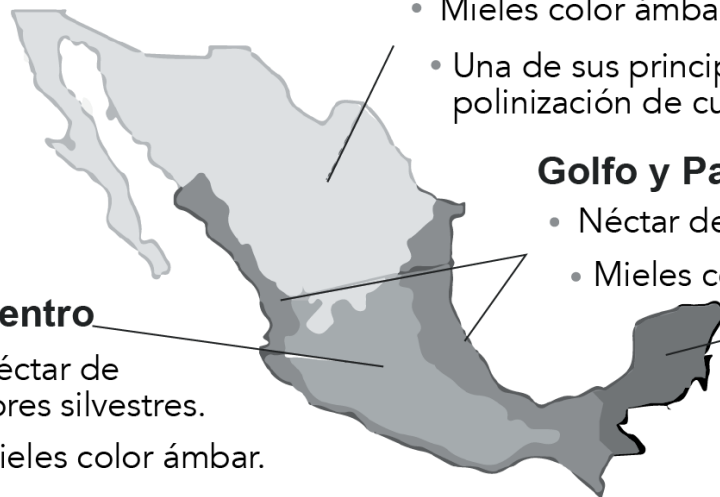 Mieles color ámba
Una de sus princip
polinización de cu
Golfo y Pa
Néctar de
Mieles co
entro
éctar de
ores silvestres.
ieles color ámbar.